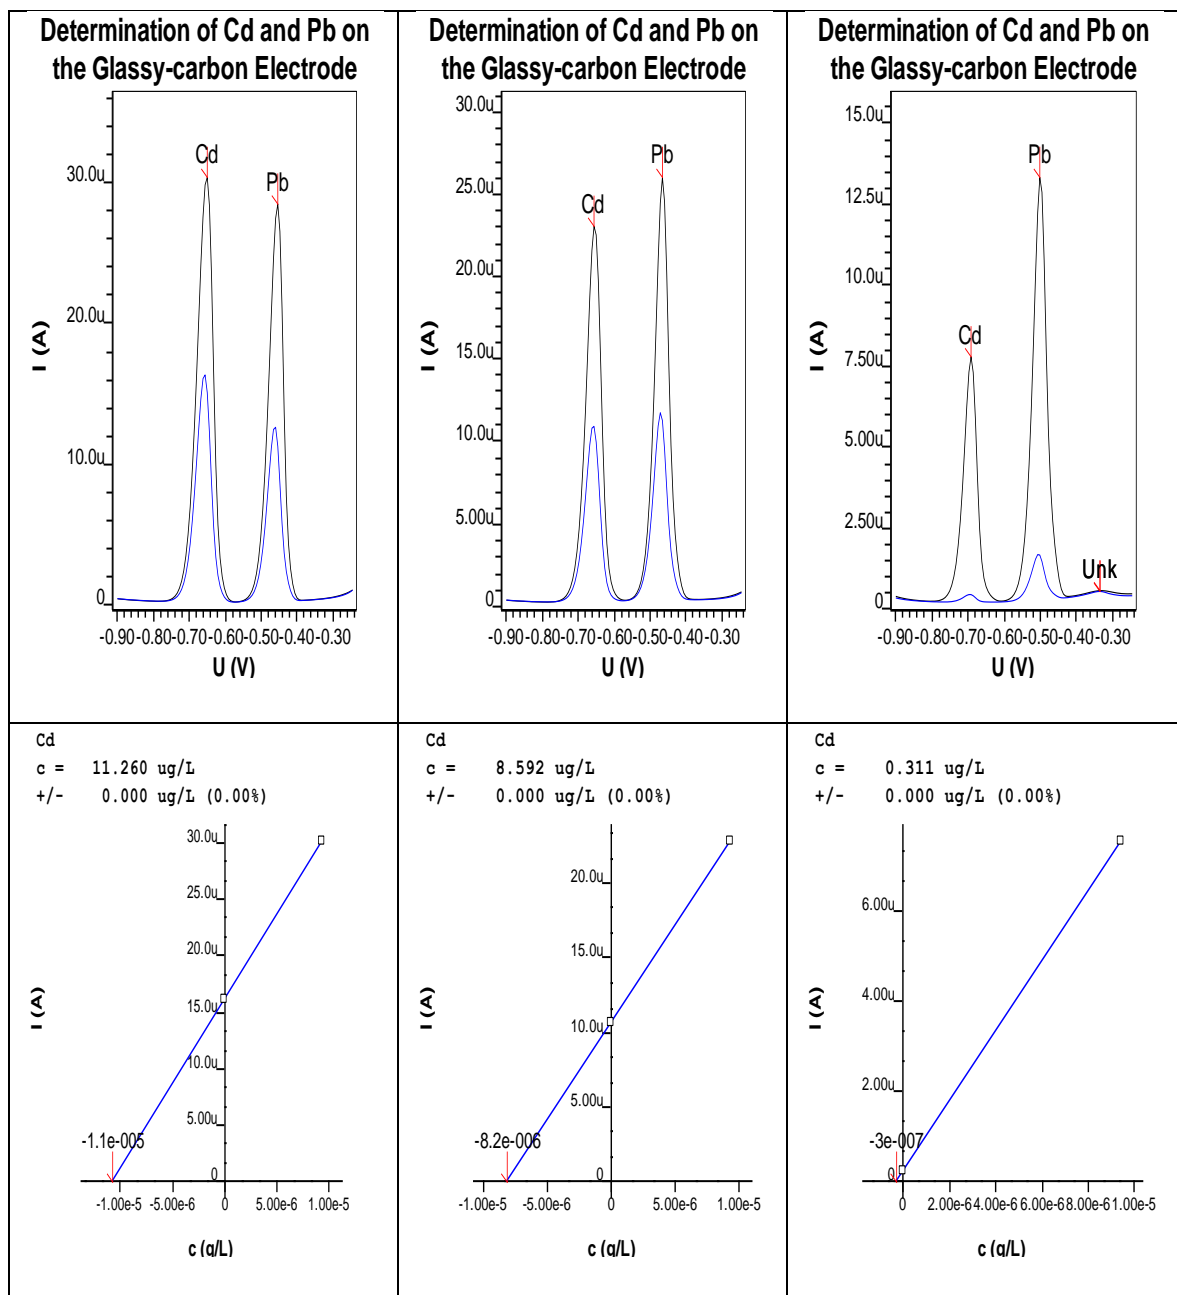 Determination of Cd and Pb on
the Glassy-carbon Electrode
30.0u
20.0u
10.0u
0
Cd
Pb
I (A)
-0.90-0.80-0.70-0.60-0.50-0.40-0.30
U (V)
Determination of Cd and Pb on
the Glassy-carbon Electrode
30.0u
25.0u
20.0u
15.0u
10.0u
5.00u
0
Cd
Pb
I (A)
-0.90-0.80-0.70-0.60-0.50-0.40-0.30
U (V)
Determination of Cd and Pb on
the Glassy-carbon Electrode
15.0u
12.5u
10.0u
7.50u
5.00u
2.50u
0
Cd
Pb
Unk
I (A)
-0.90-0.80-0.70-0.60-0.50-0.40-0.30
U (V)
Cd
c = 11.260 ug/L
+/- 0.000 ug/L (0.00%)
30.0u
25.0u
20.0u
15.0u
10.0u
5.00u
0
-1.1e-005
I (A)
-1.00e-5 -5.00e-6 0 5.00e-6 1.00e-5
c (g/L)
Cd
c = 8.592 ug/L
+/- 0.000 ug/L (0.00%)
20.0u
15.0u
10.0u
5.00u
0
-8.2e-006
I (A)
-1.00e-5 -5.00e-6 0 5.00e-6 1.00e-5
c (g/L)
Cd
c = 0.311 ug/L
+/- 0.000 ug/L (0.00%)
6.00u
4.00u
2.00u
0
-3e-007
I (A)
0 2.00e-64.00e-66.00e-68.00e-61.00e-5
c (g/L)